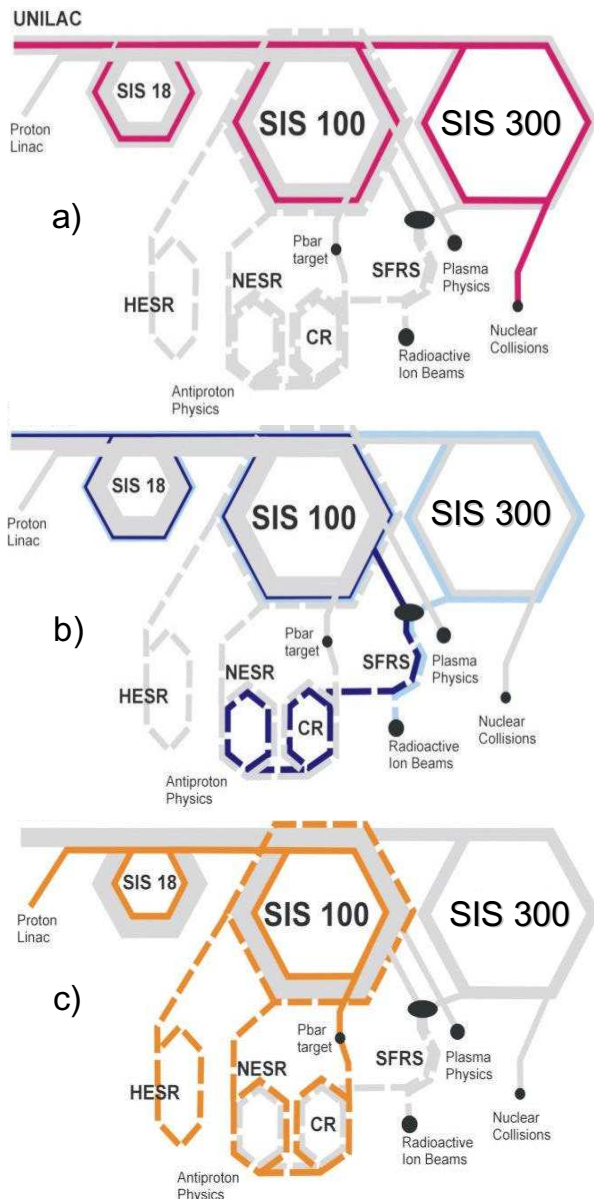 UNILAC
SIS 18
SIS 100
SIS 300
Proton
Linac
a)
Pbar
target
NESR
SFRS
Plasma
Physics
HESR
CR
Nuclear
Collisions
Radioactive
Ion Beams
Antiproton
Physics
SIS 18
SIS 100
SIS 300
Proton
Linac
b)
Pbar
target
NESR
SFRS
Plasma
Physics
HESR
CR
Nuclear
Collisions
Radioactive
Ion Beams
Antiproton
Physics
SIS 18
SIS 100
SIS 300
Proton
Linac
c)
Pbar
target
NESR
SFRS
Plasma
Physics
HESR
CR
Nuclear
Collisions
Radioactive
Ion Beams
Antiproton
Physics